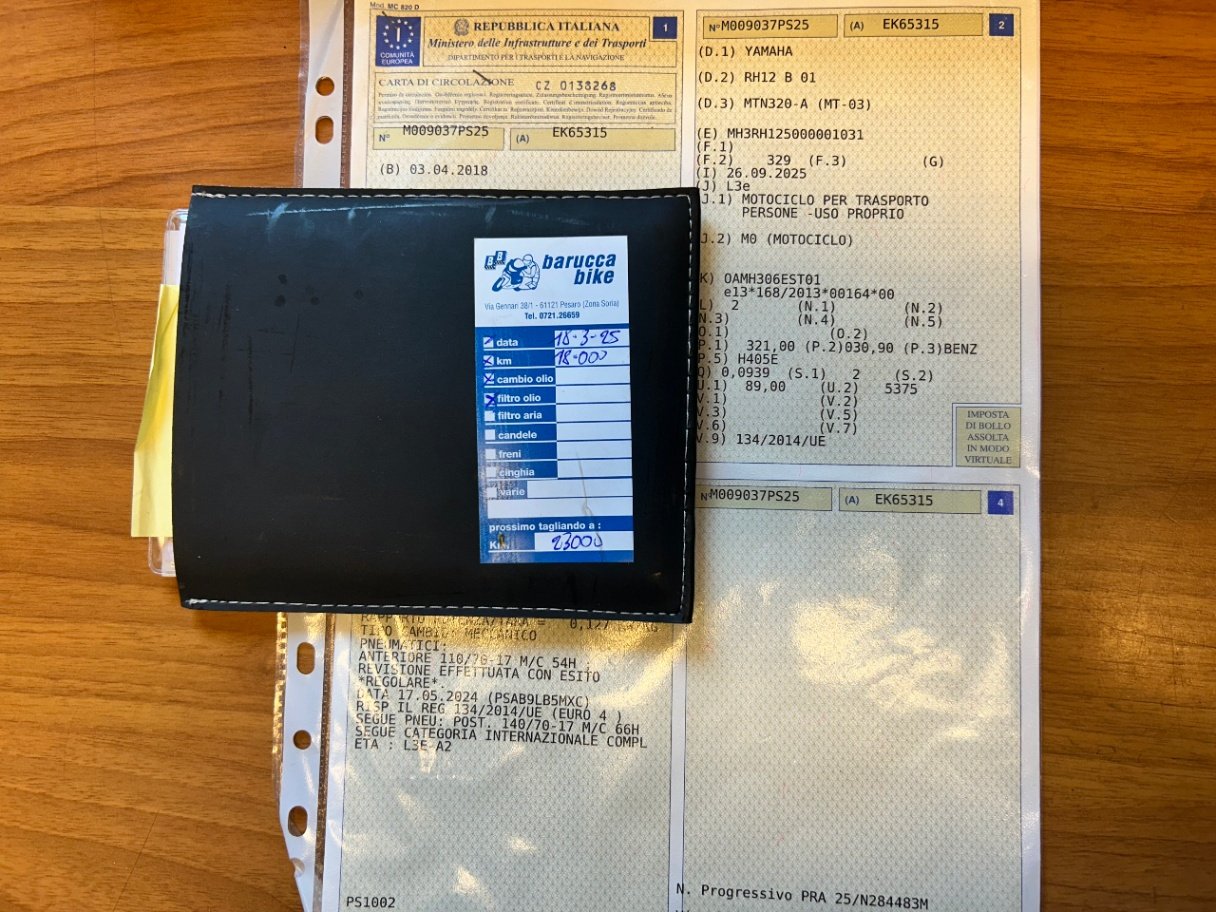 Mod. MC 820 D
I
COMUNITÀ
EUROPEA
REPUBBLICA ITALIANA
Ministero delle Infrastrutture e dei Trasporti
DIPARTIMENTO PER I TRASPORTI E LA NAVIGAZIONE
1
CARTA DI CIRCOLAZIONE CZ 0138268
N° M009037PS25 (A) EK65315
(B) 03.04.2018
N° M009037PS25 (A) EK65315 2
(D.1) YAMAHA
(D.2) RH12 B 01
(D.3) MTN320-A (MT-03)
(E) MH3RH125000001031
(F.1)
(F.2) 329 (F.3) (G)
(I) 26.09.2025
(J) L3e
J.1) MOTOCICLO PER TRASPORTO
PERSONE -USO PROPRIO
J.2) M0 (MOTOCICLO)
K) OAMH306EST01
e13*168/2013*00164*00
L) 2 (N.1) (N.2)
N.3) (N.4) (N.5)
O.1) (O.2)
P.1) 321,00 (P.2)030,90 (P.3)BENZ
P.5) H405E
Q) 0,0939 (S.1) 2 (S.2)
U.1) 89,00 (U.2) 5375
V.1) (V.2)
V.3) (V.5)
V.6) (V.7)
V.9) 134/2014/UE
IMPOSTA
DI BOLLO
ASSOLTA
IN MODO
VIRTUALE
barucca
bike
Via Gennari 38/1 - 61121 Pesaro (Zona Soria)
Tel. 0721.26659
data 18-3-25
km 18.000
cambio olio
filtro olio
filtro aria
candele
freni
cinghia
varie
prossimo tagliando a :
Km 23000
RAPPORTO POTENZA/TARA = 0,127
TIPO CAMBIO: MECCANICO
PNEUMATICI:
ANTERIORE 110/70-17 M/C 54H
REVISIONE EFFETTUATA CON ESITO
*REGOLARE*.
DATA 17.05.2024 (PSAB9LB5MXC)
RISP IL REG 134/2014/UE (EURO 4 )
SEGUE PNEU: POST. 140/70-17 M/C 66H
SEGUE CATEGORIA INTERNAZIONALE COMPL
ETA : L3E-A2
PS1002
N° M009037PS25 (A) EK65315 4
N. Progressivo PRA 25/N284483M